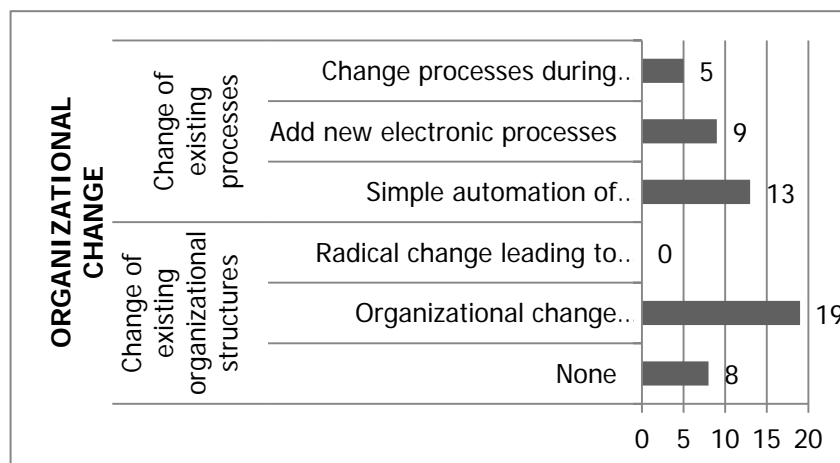 ORGANIZATIONAL
CHANGE
Change of
existing
processes
Change processes during..
5
Add new electronic processes
9
Simple automation of..
13
Change of
existing
organizational
structures
Radical change leading to..
0
Organizational change..
19
None
8
0 5 10 15 20